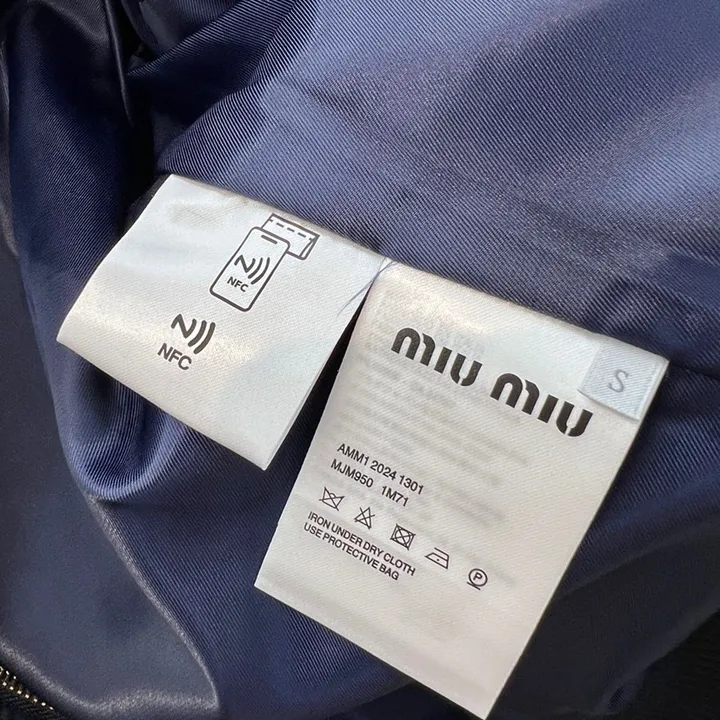 NFC
NFC
miu miu
S
AMM1 2024 1301
MJM950 1M71
P
IRON UNDER DRY CLOTH
USE PROTECTIVE BAG